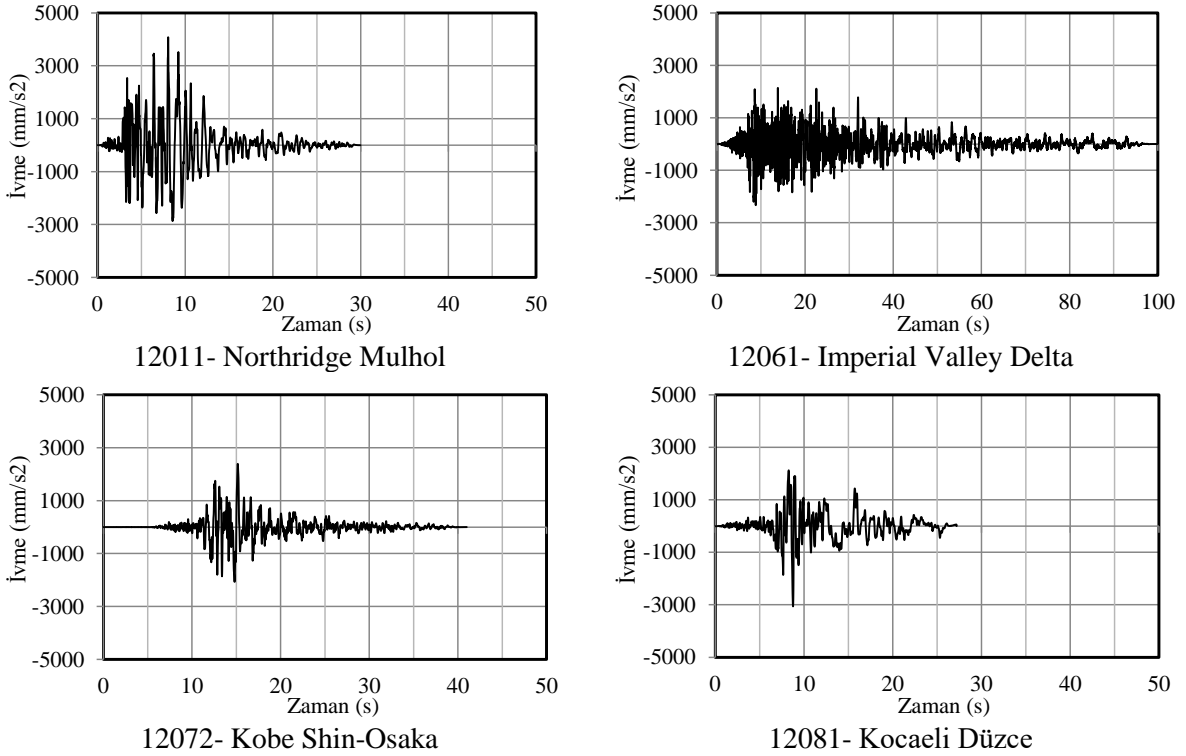 5000
3000
1000
-1000
-3000
-5000
İvme (mm/s2)
0 10 20 30 40 50
Zaman (s)
12011- Northridge Mulhol
5000
3000
1000
-1000
-3000
-5000
İvme (mm/s2)
0 20 40 60 80 100
Zaman (s)
12061- Imperial Valley Delta
5000
3000
1000
-1000
-3000
-5000
İvme (mm/s2)
0 10 20 30 40 50
Zaman (s)
12072- Kobe Shin-Osaka
5000
3000
1000
-1000
-3000
-5000
İvme (mm/s2)
0 10 20 30 40 50
Zaman (s)
12081- Kocaeli Düzce